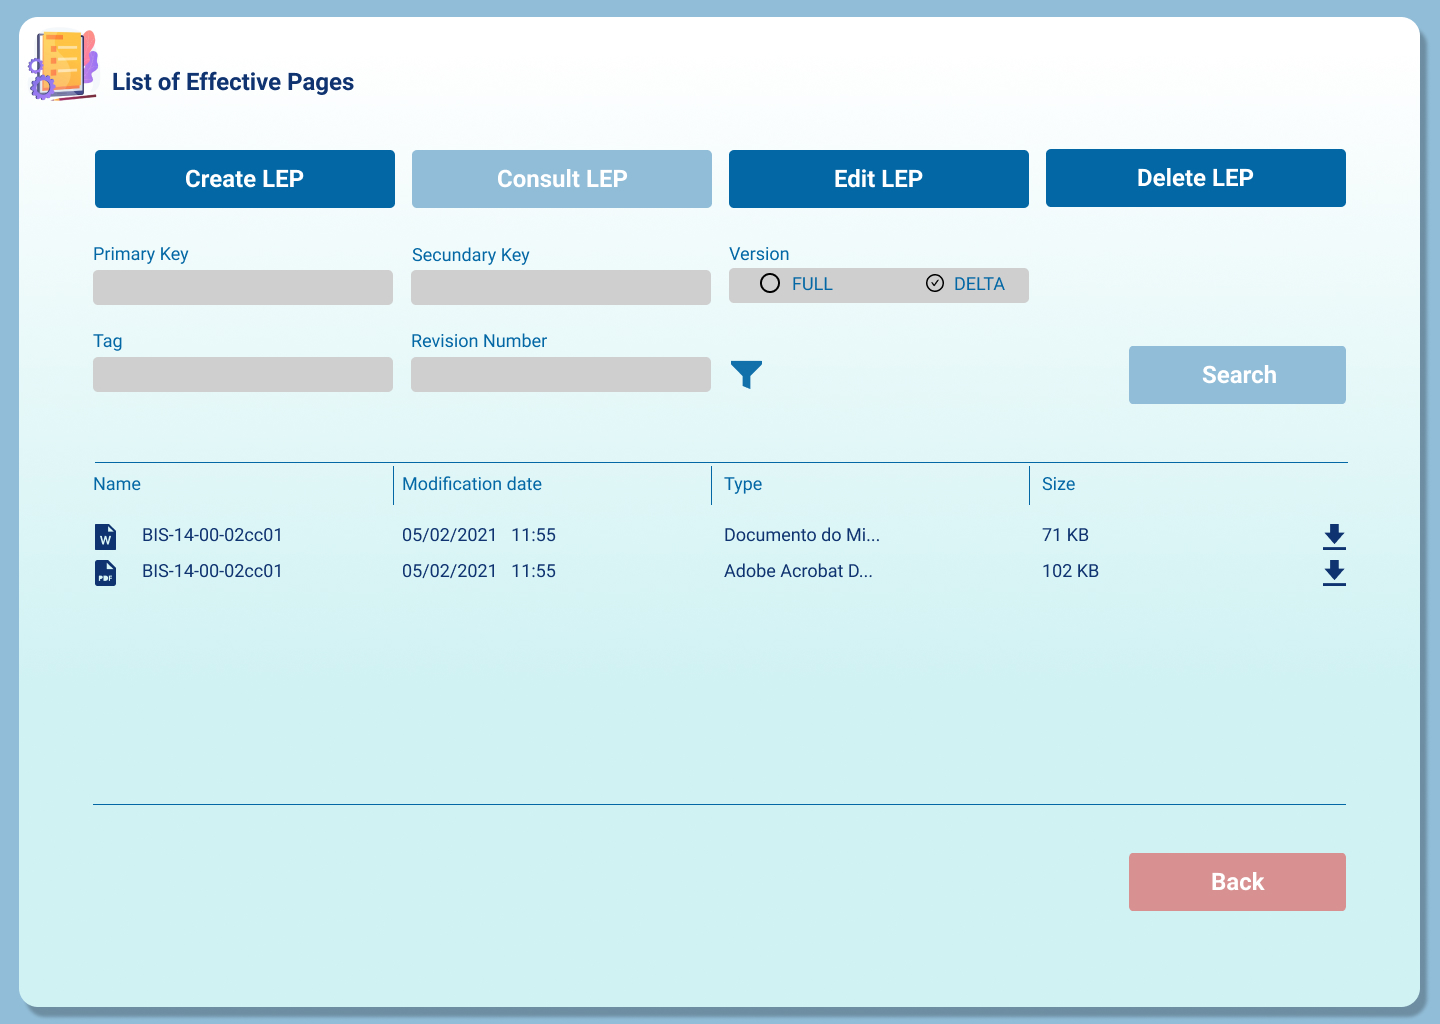 List of Effective Pages
Create LEP
Consult LEP
Edit LEP
Delete LEP
Primary Key
Secundary Key
Version
FULL
DELTA
Tag
Revision Number
Search
Name
Modification date
Type
Size
W
BIS-14-00-02cc01
05/02/2021 11:55
Documento do Mi...
71 KB
PDF
BIS-14-00-02cc01
05/02/2021 11:55
Adobe Acrobat D...
102 KB
Back